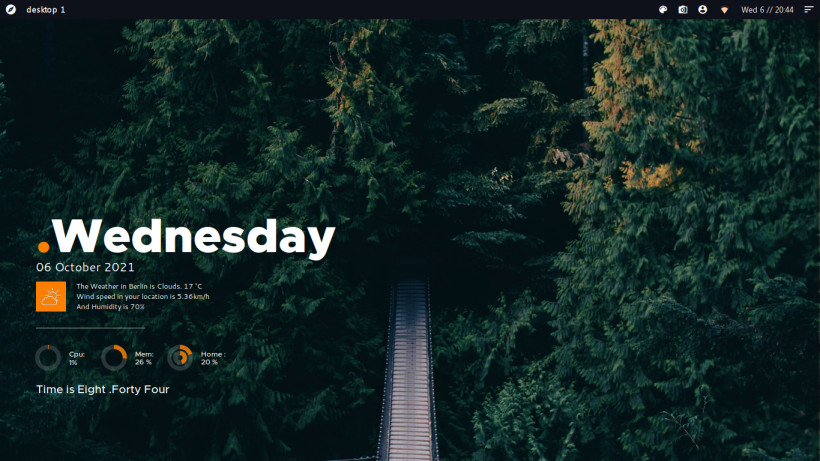 desktop 1
Wed 6 // 20:44
.Wednesday
06 October 2021
The Weather in Berlin is Clouds. 17 °C
Wind speed in your location is 5.36km/h
And Humidity is 70%
Cpu: Mem: Home :
1% 26 % 20 %
Time is Eight .Forty Four